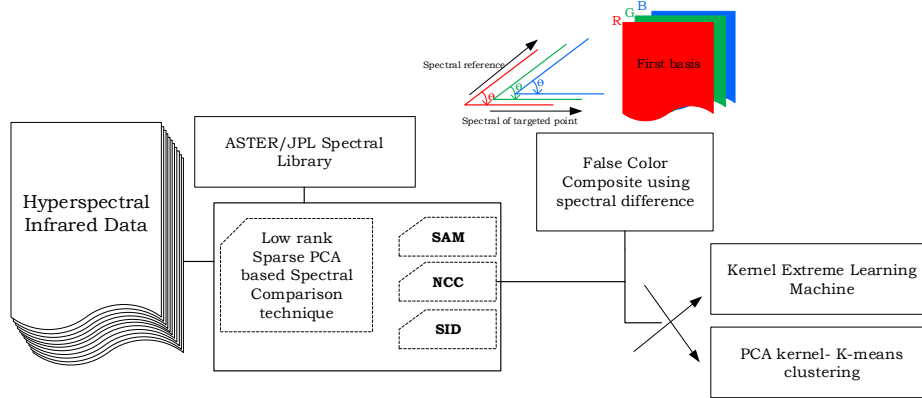 R G B
First basis
Spectral reference
θ θ θ
Spectral of targeted point
ASTER/JPL Spectral
Library
False Color
Composite using
spectral difference
Hyperspectral
Infrared Data
Low rank
Sparse PCA
based Spectral
Comparison
technique
SAM
NCC
SID
Kernel Extreme Learning
Machine
PCA kernel- K-means
clustering